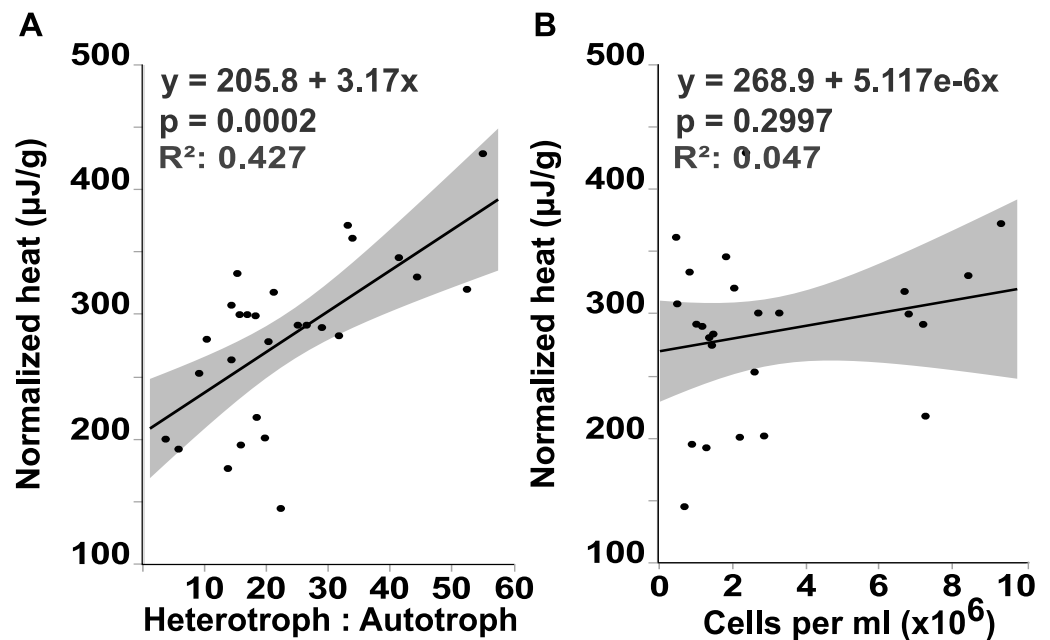 A
500
400
300
200
100
Normalized heat (µJ/g)
y = 205.8 + 3.17x
p = 0.0002
R²: 0.427
10 20 30 40 50 60
Heterotroph : Autotroph
B
500
400
300
200
100
Normalized heat (µJ/g)
y = 268.9 + 5.117e-6x
p = 0.2997
R²: 0.047
0 2 4 6 8 10
Cells per ml (x10⁶)